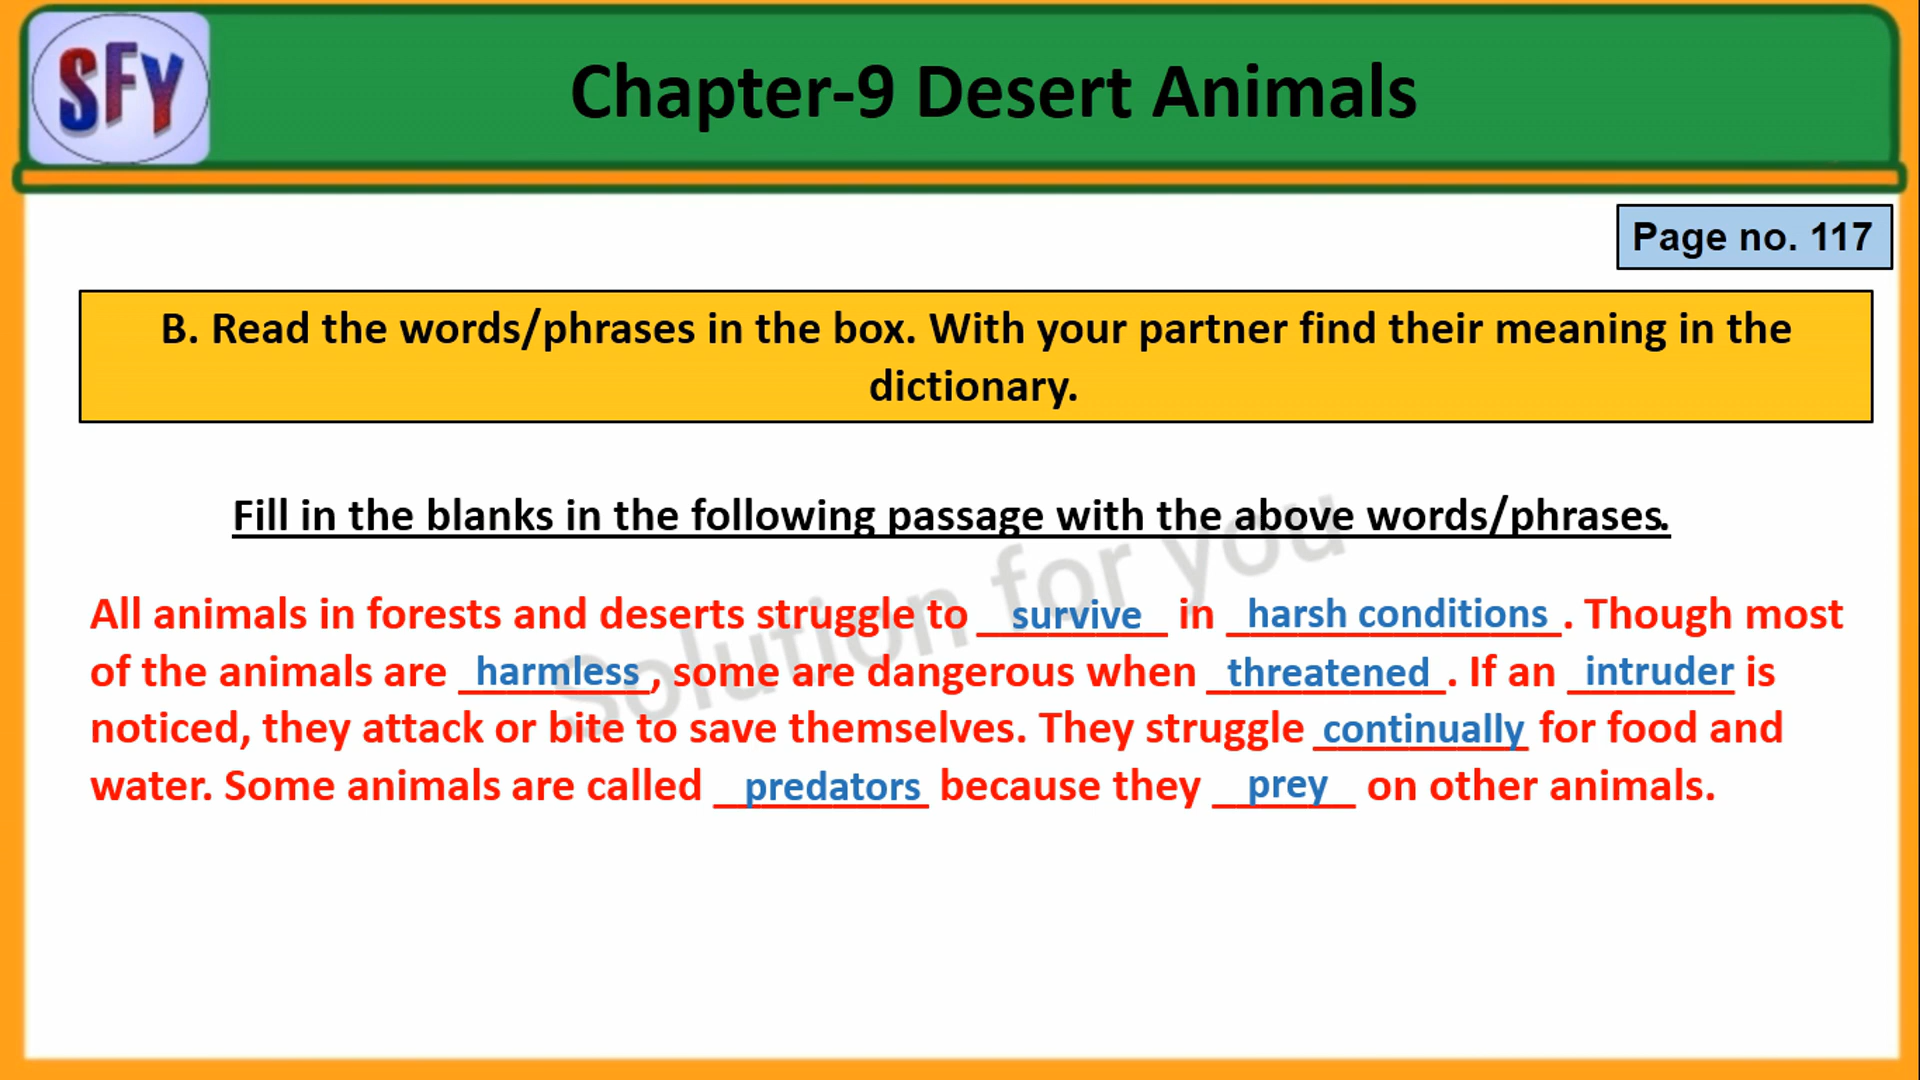 SFY
Chapter-9 Desert Animals
Page no. 117
B. Read the words/phrases in the box. With your partner find their meaning in the
dictionary.
Fill in the blanks in the following passage with the above words/phrases.
Solution for you
All animals in forests and deserts struggle to survive in harsh conditions. Though most
of the animals are harmless, some are dangerous when threatened. If an intruder is
noticed, they attack or bite to save themselves. They struggle continually for food and
water. Some animals are called predators because they prey on other animals.